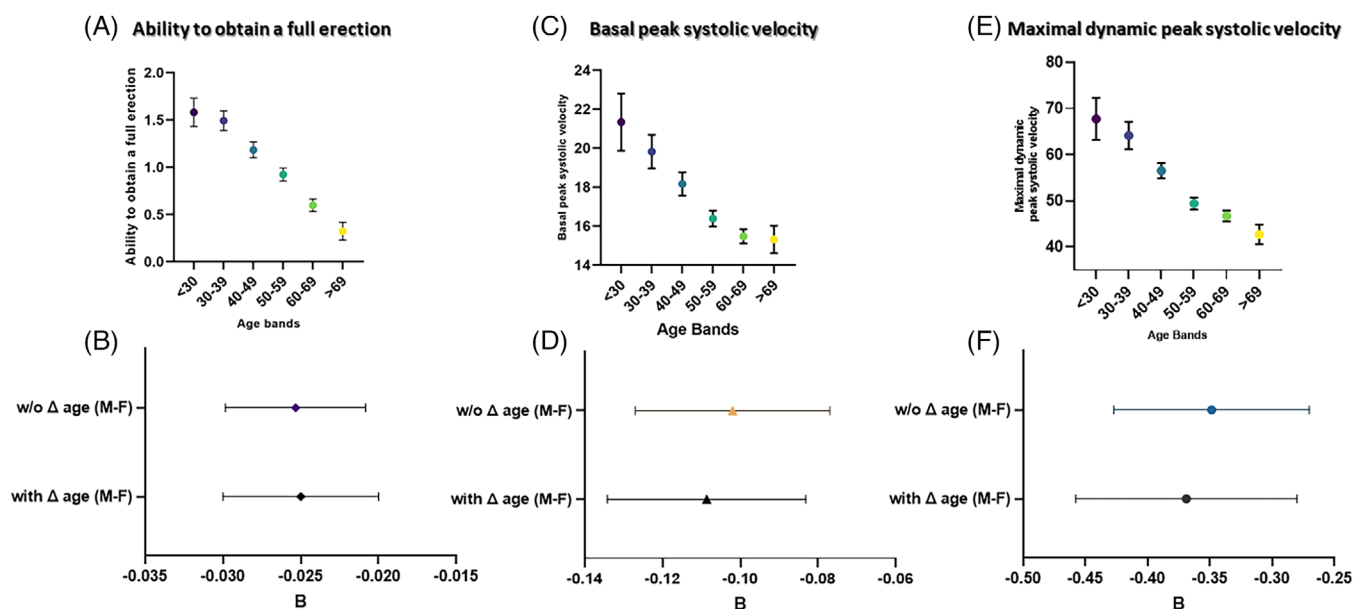 (A) Ability to obtain a full erection
Ability to obtain a full erection
2.0
1.5
1.0
0.5
0.0
<30 30-39 40-49 50-59 60-69 >69
Age bands
(B)
w/o Δ age (M-F)
with Δ age (M-F)
-0.035 -0.030 -0.025 -0.020 -0.015
B
(C) Basal peak systolic velocity
Basal peak systolic velocity
24
22
20
18
16
14
<30 30-39 40-49 50-59 60-69 >69
Age Bands
(D)
w/o Δ age (M-F)
with Δ age (M-F)
-0.14 -0.12 -0.10 -0.08 -0.06
B
(E) Maximal dynamic peak systolic velocity
Maximal dynamic
peak systolic velocity
80
70
60
50
40
<30 30-39 40-49 50-59 60-69 >69
Age Bands
(F)
w/o Δ age (M-F)
with Δ age (M-F)
-0.50 -0.45 -0.40 -0.35 -0.30 -0.25
B